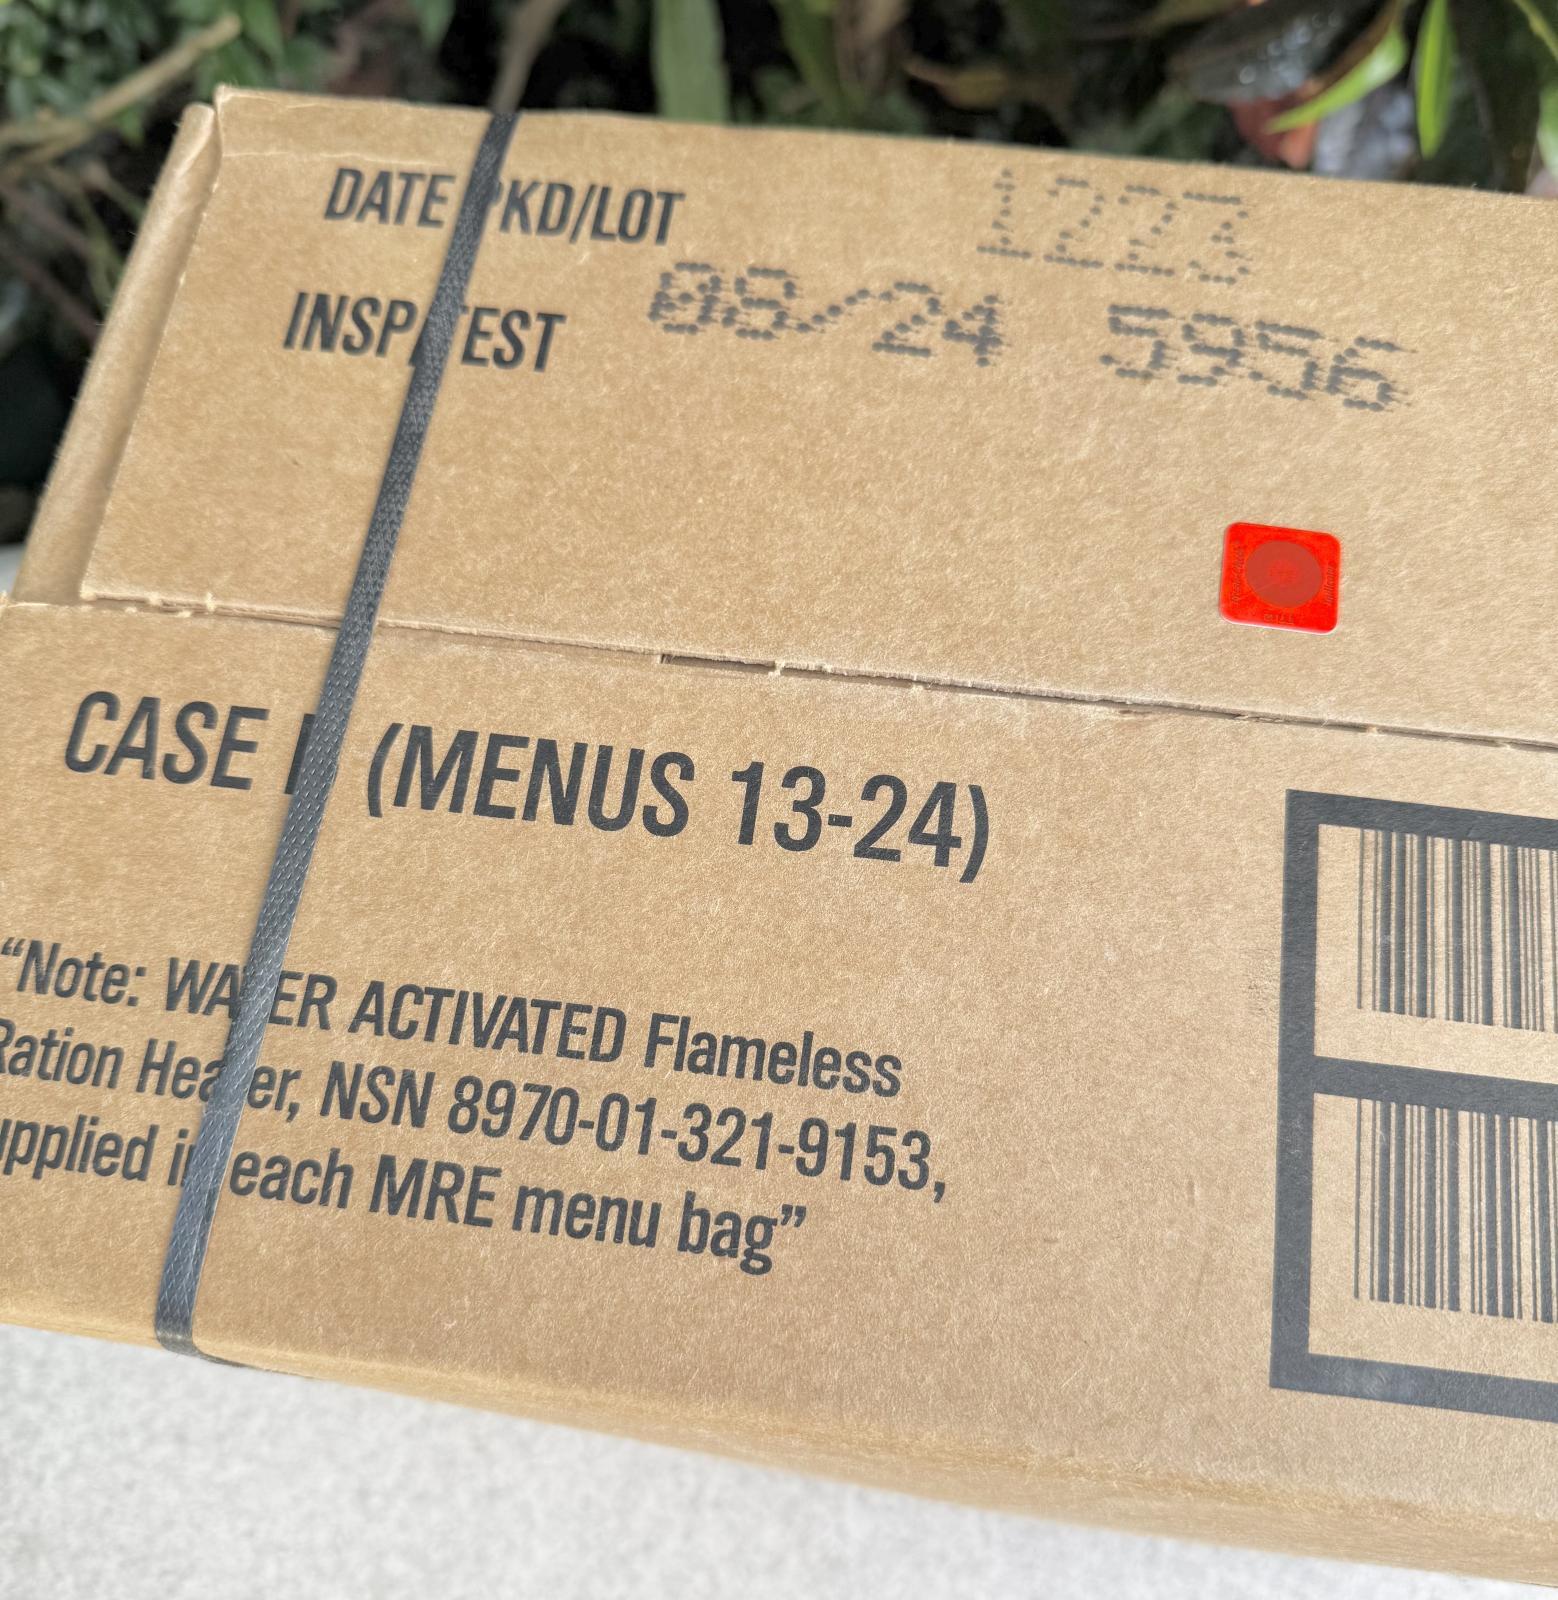 DATE PKD/LOT 1223
INSP/TEST 08/24 5956
CASE B (MENUS 13-24)
“Note: WATER ACTIVATED Flameless
Ration Heater, NSN 8970-01-321-9153,
supplied in each MRE menu bag”